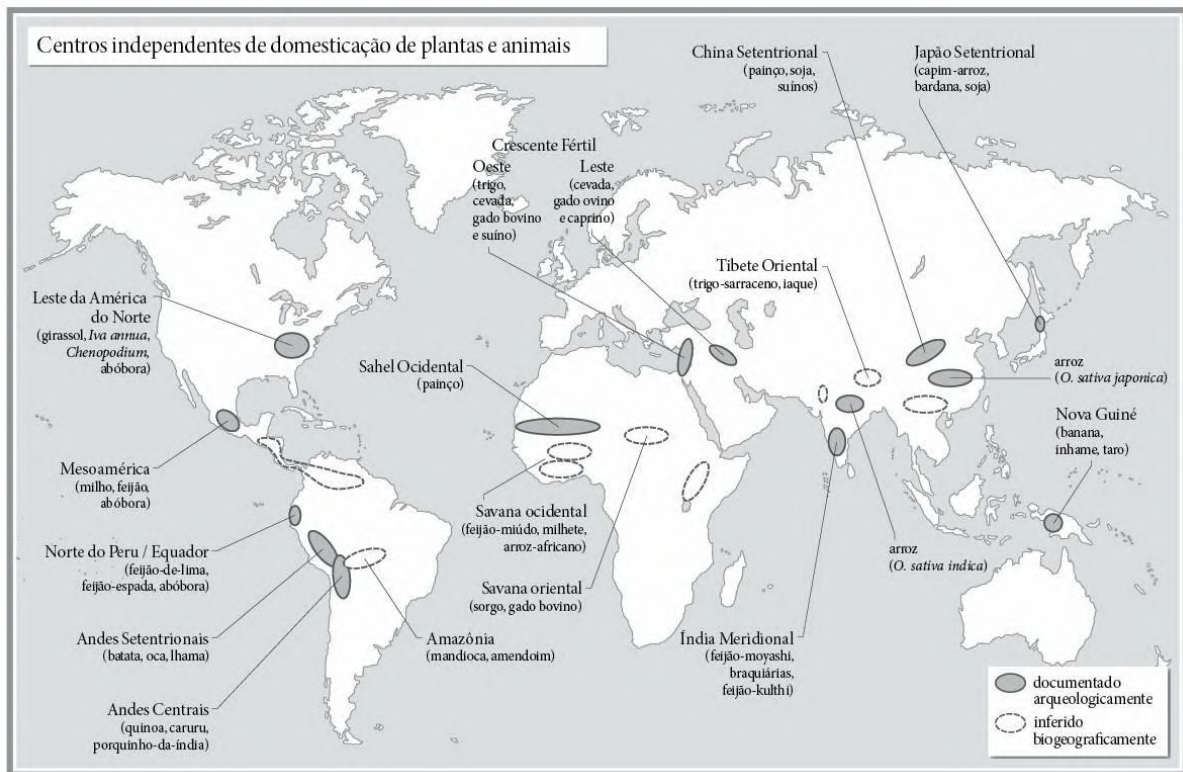 Centros independentes de domesticação de plantas e animais
China Setentrional
(painço, soja,
suínos)
Japão Setentrional
(capim-arroz,
bardana, soja)
Crescente Fértil
Oeste
(trigo,
cevada,
gado bovino
e suíno)
Leste
(cevada,
gado ovino
e caprino)
Tibete Oriental
(trigo-sarraceno, iaque)
Leste da América
do Norte
(girassol, Iva annua,
Chenopodium,
abóbora)
Sahel Ocidental
(painço)
arroz
(O. sativa japonica)
Nova Guiné
(banana,
inhame, taro)
Mesoamérica
(milho, feijão,
abóbora)
Savana ocidental
(feijão-miúdo, milhete,
arroz-africano)
Norte do Peru / Equador
(feijão-de-lima,
feijão-espada, abóbora)
arroz
(O. sativa indica)
Savana oriental
(sorgo, gado bovino)
Andes Setentrionais
(batata, oca, lhama)
Amazônia
(mandioca, amendoim)
Índia Meridional
(feijão-moyashi,
braquiárias,
feijão-kulthi)
Andes Centrais
(quinoa, caruru,
porquinho-da-índia)
documentado
arqueologicamente
inferido
biogeograficamente